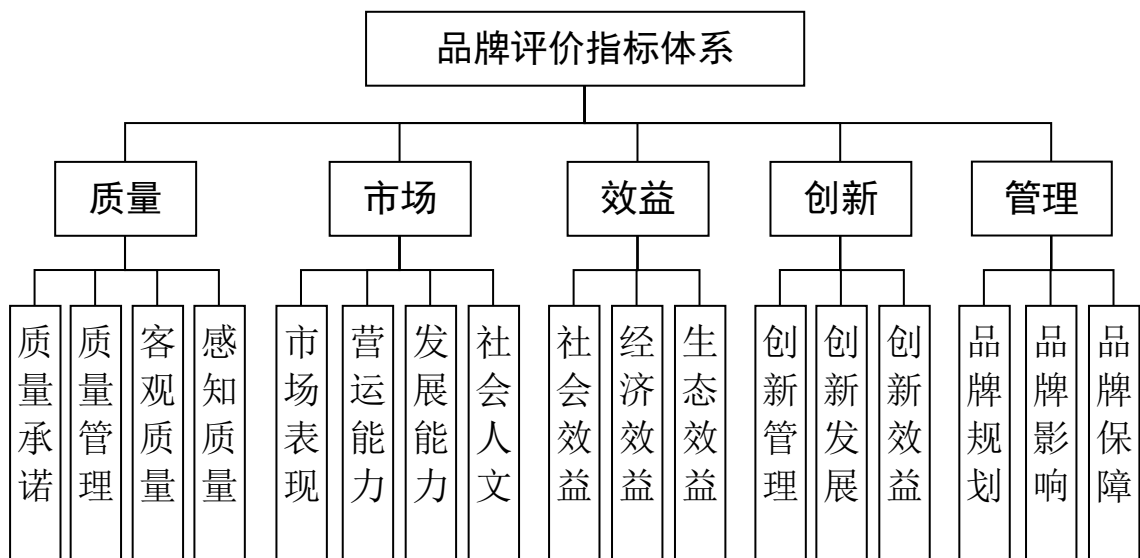 品牌评价指标体系
质量
市场
效益
创新
管理
质量承诺
质量管理
客观质量
感知质量
市场表现
营运能力
发展能力
社会人文
社会效益
经济效益
生态效益
创新管理
创新发展
创新效益
品牌规划
品牌影响
品牌保障